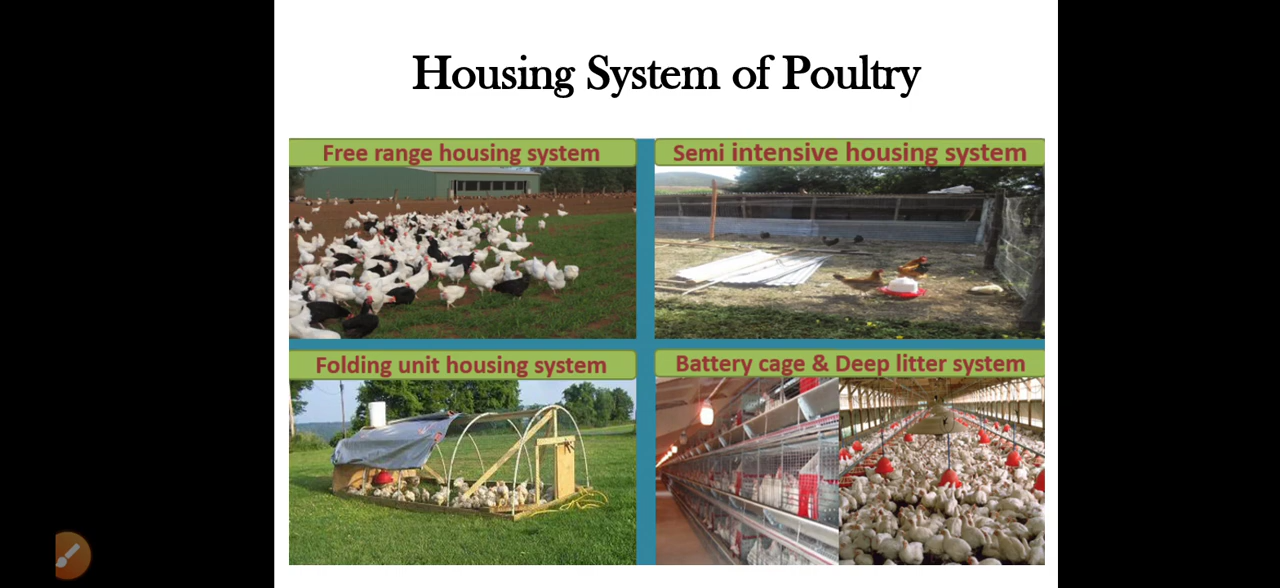 Housing System of Poultry
Free range housing system
Semi intensive housing system
Folding unit housing system
Battery cage & Deep litter system